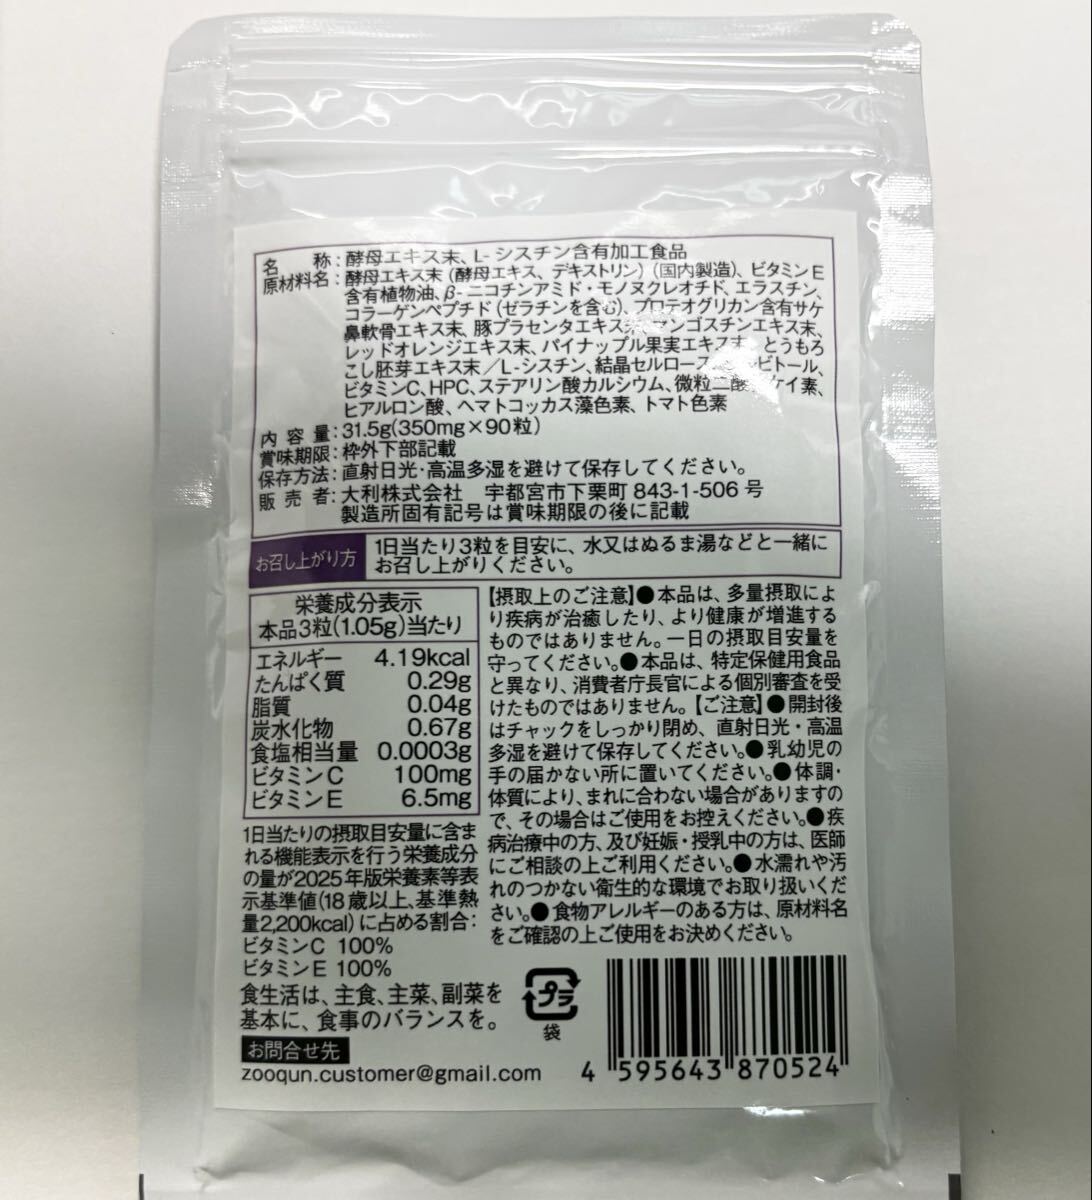 名称:酵母エキス末、L-シスチン含有加工食品
原材料名:酵母エキス末(酵母エキス、デキストリン)(国内製造)、ビタミンE
含有植物油、β-ニコチンアミド・モノヌクレオチド、エラスチン、
コラーゲンペプチド(ゼラチンを含む)、プロテオグリカン含有サケ
鼻軟骨エキス末、豚プラセンタエキス末、マンゴスチンエキス末、
レッドオレンジエキス末、パイナップル果実エキス末、とうもろ
こし胚芽エキス末/L-シスチン、結晶セルロース、ソルビトール、
ビタミンC、HPC、ステアリン酸カルシウム、微粒二酸ケイ素、
ヒアルロン酸、ヘマトコッカス藻色素、トマト色素
内容量:31.5g(350mg×90粒)
賞味期限:枠外下部記載
保存方法:直射日光・高温多湿を避けて保存してください。
販売者:大利株式会社 宇都宮市下栗町843-1-506号
製造所固有記号は賞味期限の後に記載
お召し上がり方
1日当たり3粒を目安に、水又はぬるま湯などと一緒に
お召し上がりください。
栄養成分表示
本品3粒(1.05g)当たり
エネルギー 4.19kcal
たんぱく質 0.29g
脂質 0.04g
炭水化物 0.67g
食塩相当量 0.0003g
ビタミンC 100mg
ビタミンE 6.5mg
1日当たりの摂取目安量に含ま
れる機能表示を行う栄養成分
の量が2025年版栄養素等表
示基準値(18歳以上、基準熱
量2,200kcal)に占める割合:
ビタミンC 100%
ビタミンE 100%
食生活は、主食、主菜、副菜を
基本に、食事のバランスを。
お問合せ先
zooqun.customer@gmail.com
【摂取上のご注意】●本品は、多量摂取によ
り疾病が治癒したり、より健康が増進する
ものではありません。一日の摂取目安量を
守ってください。●本品は、特定保健用食品
と異なり、消費者庁長官による個別審査を受
けたものではありません。【ご注意】●開封後
はチャックをしっかり閉め、直射日光・高温
多湿を避けて保存してください。●乳幼児の
手の届かない所に置いてください。●体調・
体質により、まれに合わない場合がありますの
で、その場合はご使用をお控えください。●疾
病治療中の方、及び妊娠・授乳中の方は、医師
にご相談の上ご利用ください。●水濡れや汚
れのつかない衛生的な環境でお取り扱いくだ
さい。●食物アレルギーのある方は、原材料名
をご確認の上ご使用をお決めください。
プラ
袋
4 595643 870524